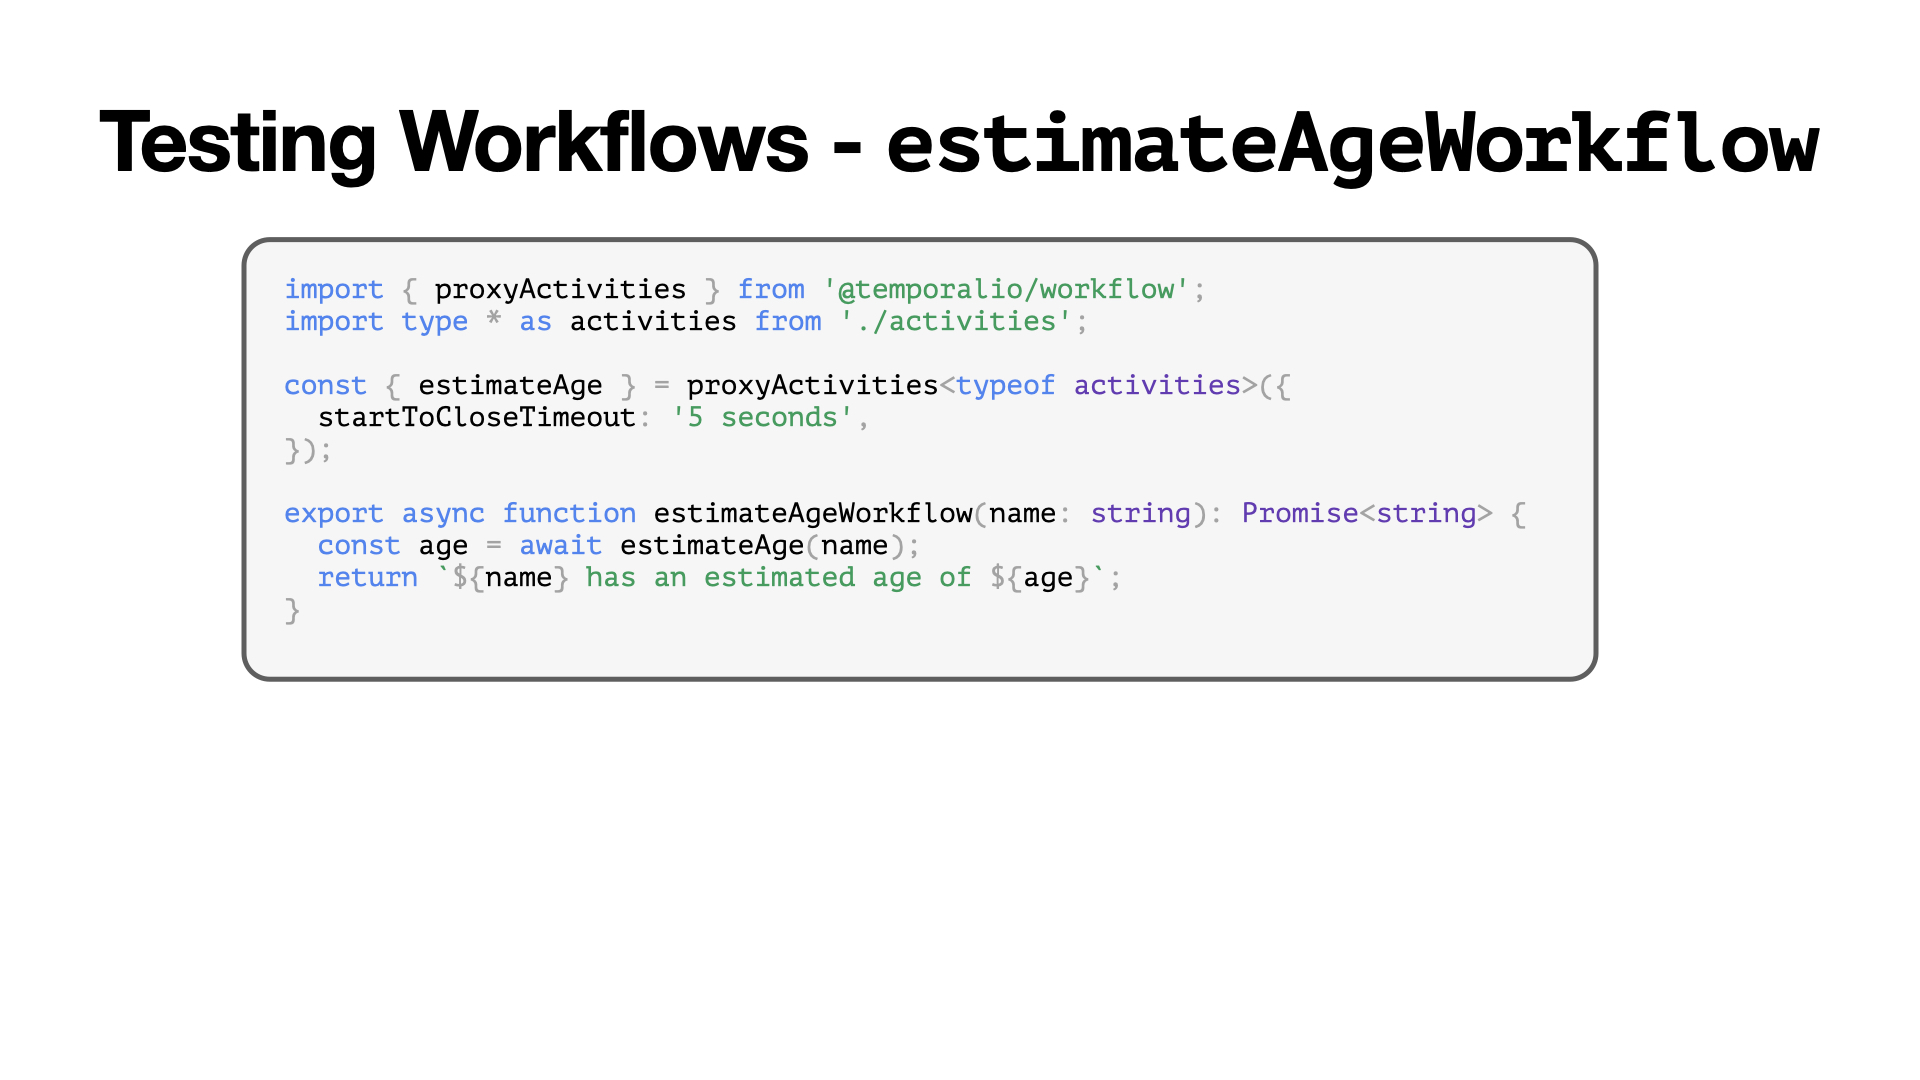 Testing Workflows - estimateAgeWorkflow
import { proxyActivities } from '@temporalio/workflow';
import type * as activities from './activities';
const { estimateAge } = proxyActivities<typeof activities>({
  startToCloseTimeout: '5 seconds',
});
export async function estimateAgeWorkflow(name: string): Promise<string> {
  const age = await estimateAge(name);
  return `${name} has an estimated age of ${age}`;
}